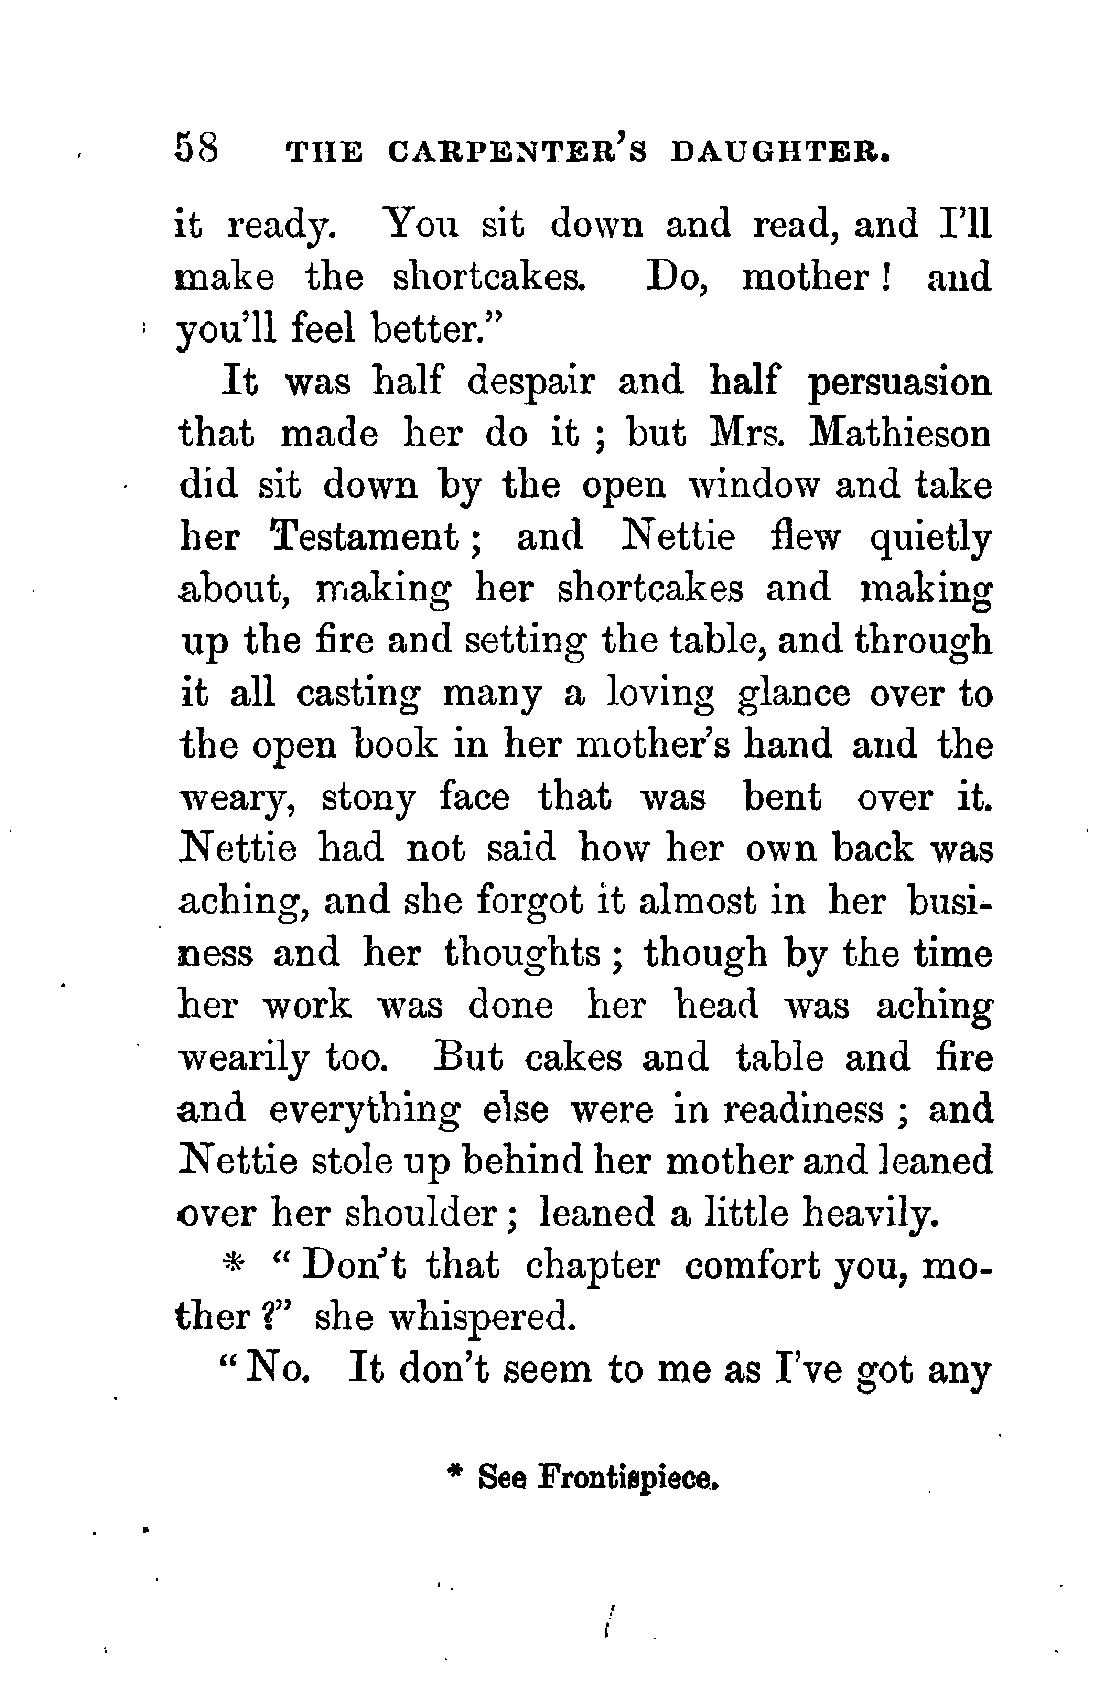 58 THE CARPENTER'S DAUGHTER.
it ready. You sit down and read, and I'll
make the shortcakes. Do, mother ! and
you'll feel better."
It was half despair and half persuasion
that made her do it ; but Mrs. Mathieson
did sit down by the open window and take
her Testament ; and Nettie flew quietly
about, making her shortcakes and making
up the fire and setting the table, and through
it all casting many a loving glance over to
the open book in her mother's hand and the
weary, stony face that was bent over it.
Nettie had not said how her own back was
aching, and she forgot it almost in her busi-
ness and her thoughts ; though by the time
her work was done her head was aching
wearily too. But cakes and table and fire
and everything else were in readiness ; and
Nettie stole up behind her mother and leaned
over her shoulder ; leaned a little heavily.
* " Don't that chapter comfort you, mo-
ther ?" she whispered.
" No. It don't seem to me as I've got any
* See Frontispiece.